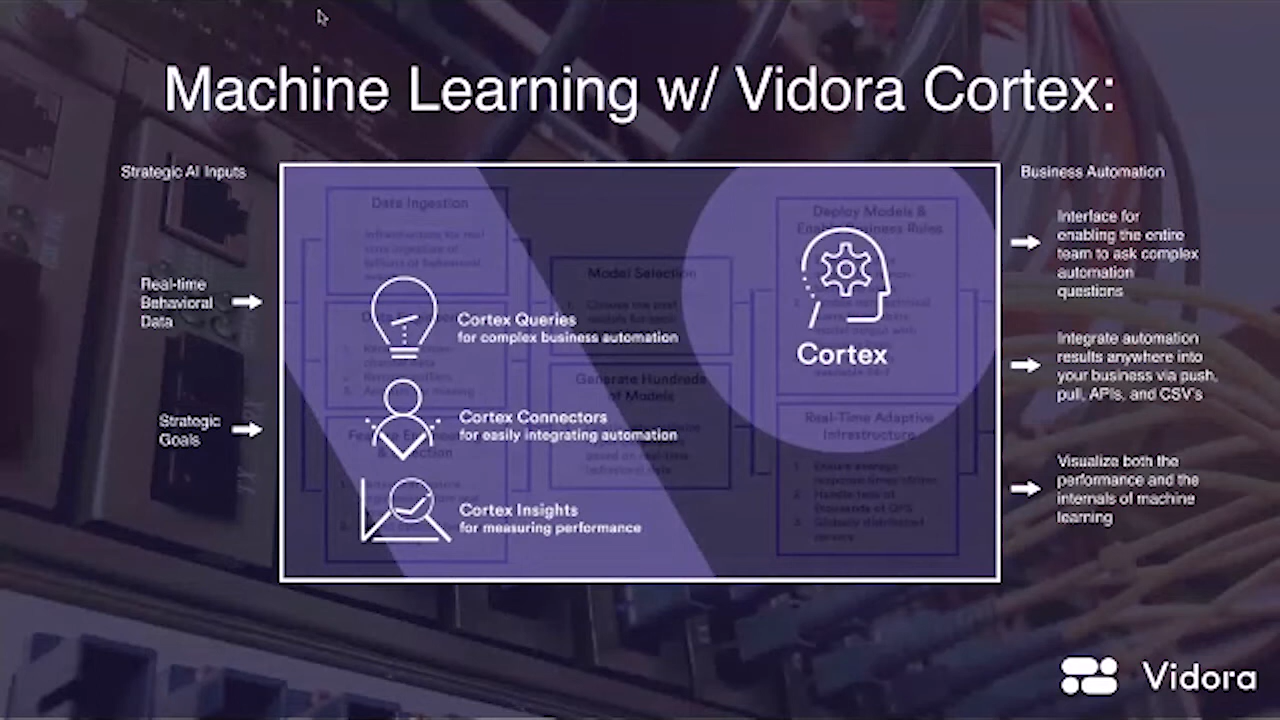 Machine Learning w/ Vidora Cortex:
Strategic AI Inputs
Real-time
Behavioral
Data
Strategic
Goals
Data Ingestion
Model Selection
Generate Hundreds
of Models
Deploy Models &
Enable Business Rules
Real-Time Adaptive
Infrastructure
Cortex Queries
for complex business automation
Cortex Connectors
for easily integrating automation
Cortex Insights
for measuring performance
Cortex
Business Automation
Interface for
enabling the entire
team to ask complex
automation
questions
Integrate automation
results anywhere into
your business via push,
pull, APIs, and CSV's
Visualize both the
performance and the
internals of machine
learning
Vidora